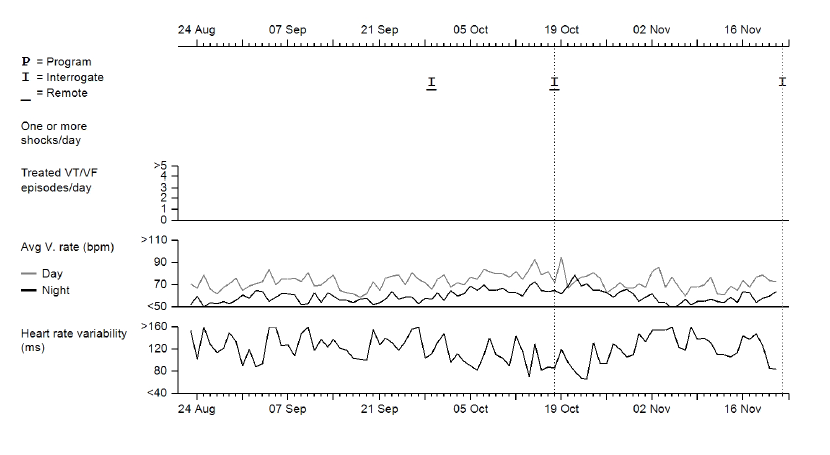 24 Aug 07 Sep 21 Sep 05 Oct 19 Oct 02 Nov 16 Nov
P = Program
I = Interrogate
_ = Remote
I I I
One or more
shocks/day
Treated VT/VF
episodes/day
>5
4
3
2
1
0
Avg V. rate (bpm)
Day
Night
>110
90
70
<50
Heart rate variability
(ms)
>160
120
80
<40
24 Aug 07 Sep 21 Sep 05 Oct 19 Oct 02 Nov 16 Nov